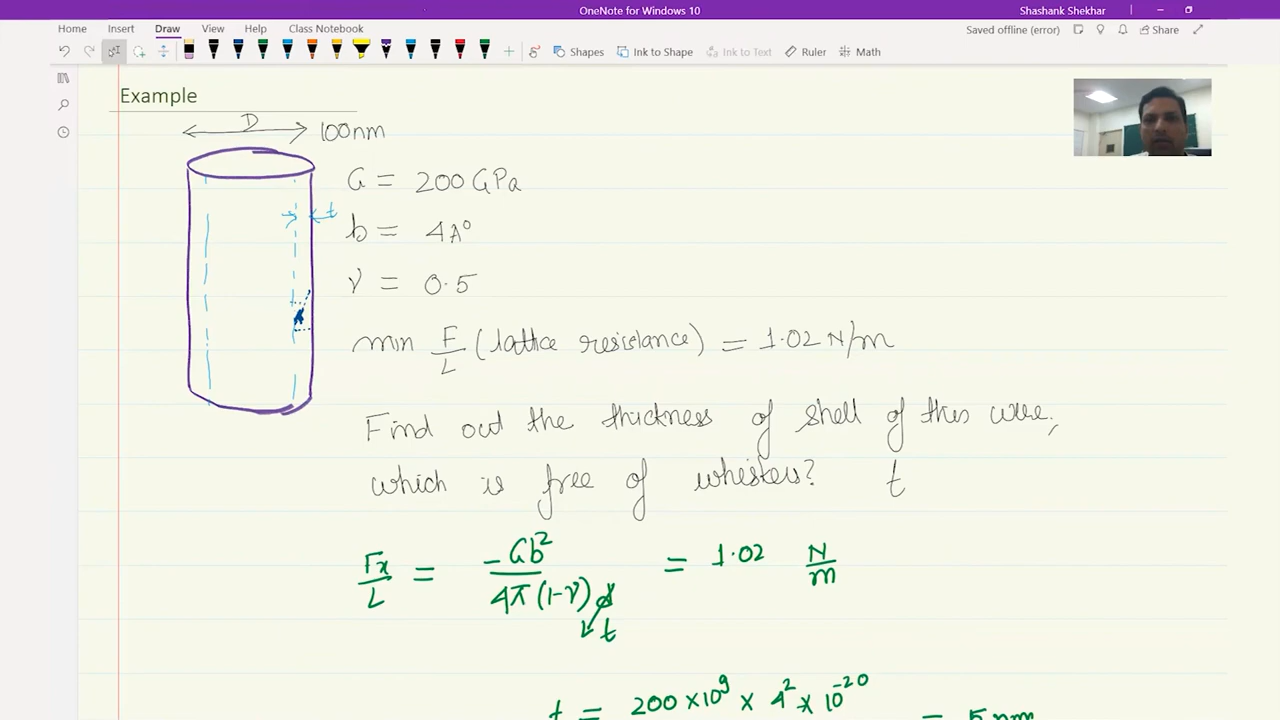 OneNote for Windows 10
Shashank Shekhar
Home Insert Draw View Help Class Notebook
Saved offline (error) Share
Shapes Ink to Shape Ink to Text Ruler Math
Example
D
100nm
G = 200 GPa
t
b = 4A°
ν = 0.5
min F/L (lattice resistance) = 1.02 N/m
Find out the thickness of shell of this wire,
which is free of whiskers? t
Fx/L = -Gb²/4π(1-ν)d = 1.02 N/m
t
t = 200 × 10⁹ × 4² × 10⁻²⁰ = 5 nm